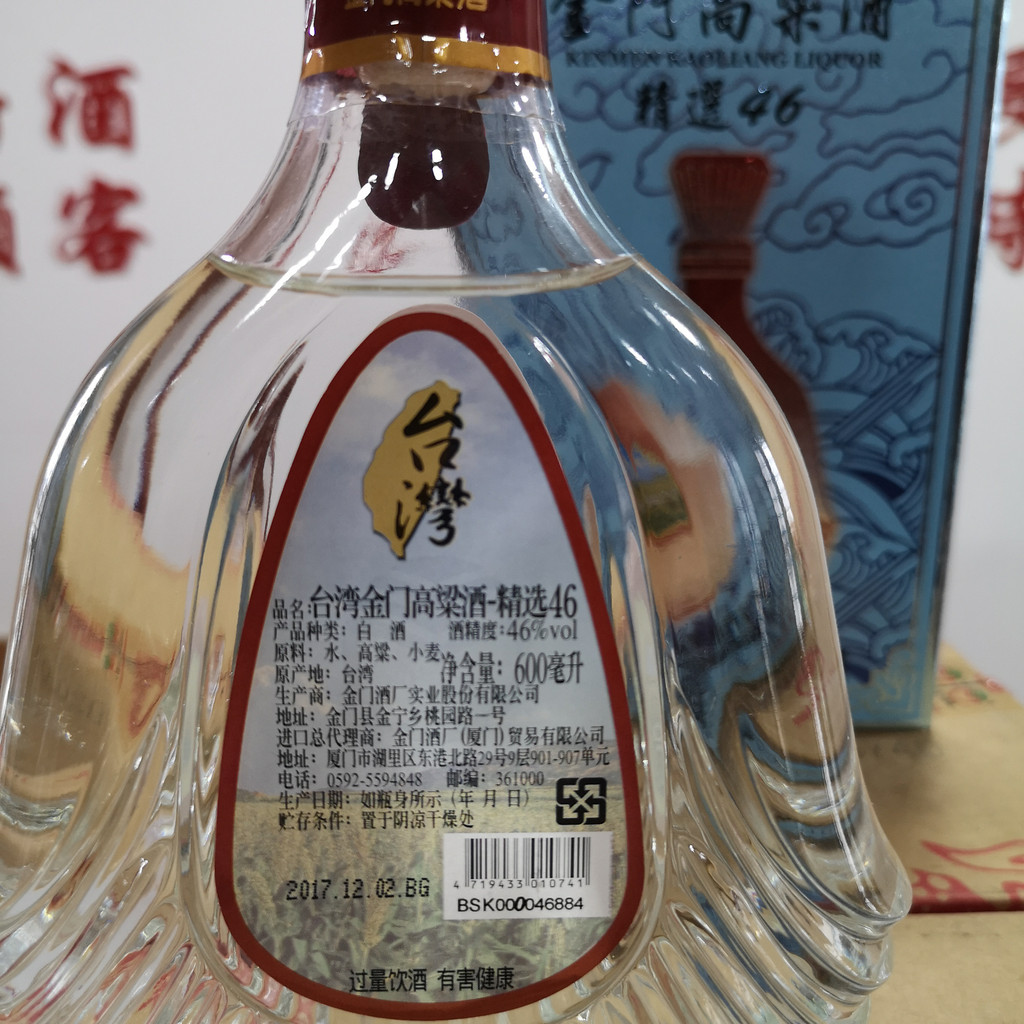 金門高粱酒
金門高粱酒
KINMEN KAOLIANG LIQUOR
精選46
酒
客
台灣
品名:台湾金门高粱酒-精选46
产品种类: 白 酒 酒精度:46%vol
原料: 水、高粱、小麦
原产地: 台湾 净含量: 600毫升
生产商: 金门酒厂实业股份有限公司
地址: 金门县金宁乡桃园路一号
进口总代理商: 金门酒厂(厦门)贸易有限公司
地址: 厦门市湖里区东港北路29号9层901-907单元
电话: 0592-5594848 邮编: 361000
生产日期: 如瓶身所示 (年 月 日)
贮存条件: 置于阴凉干燥处
4 719433 010741
2017.12.02.BG
BSK000046884
过量饮酒 有害健康